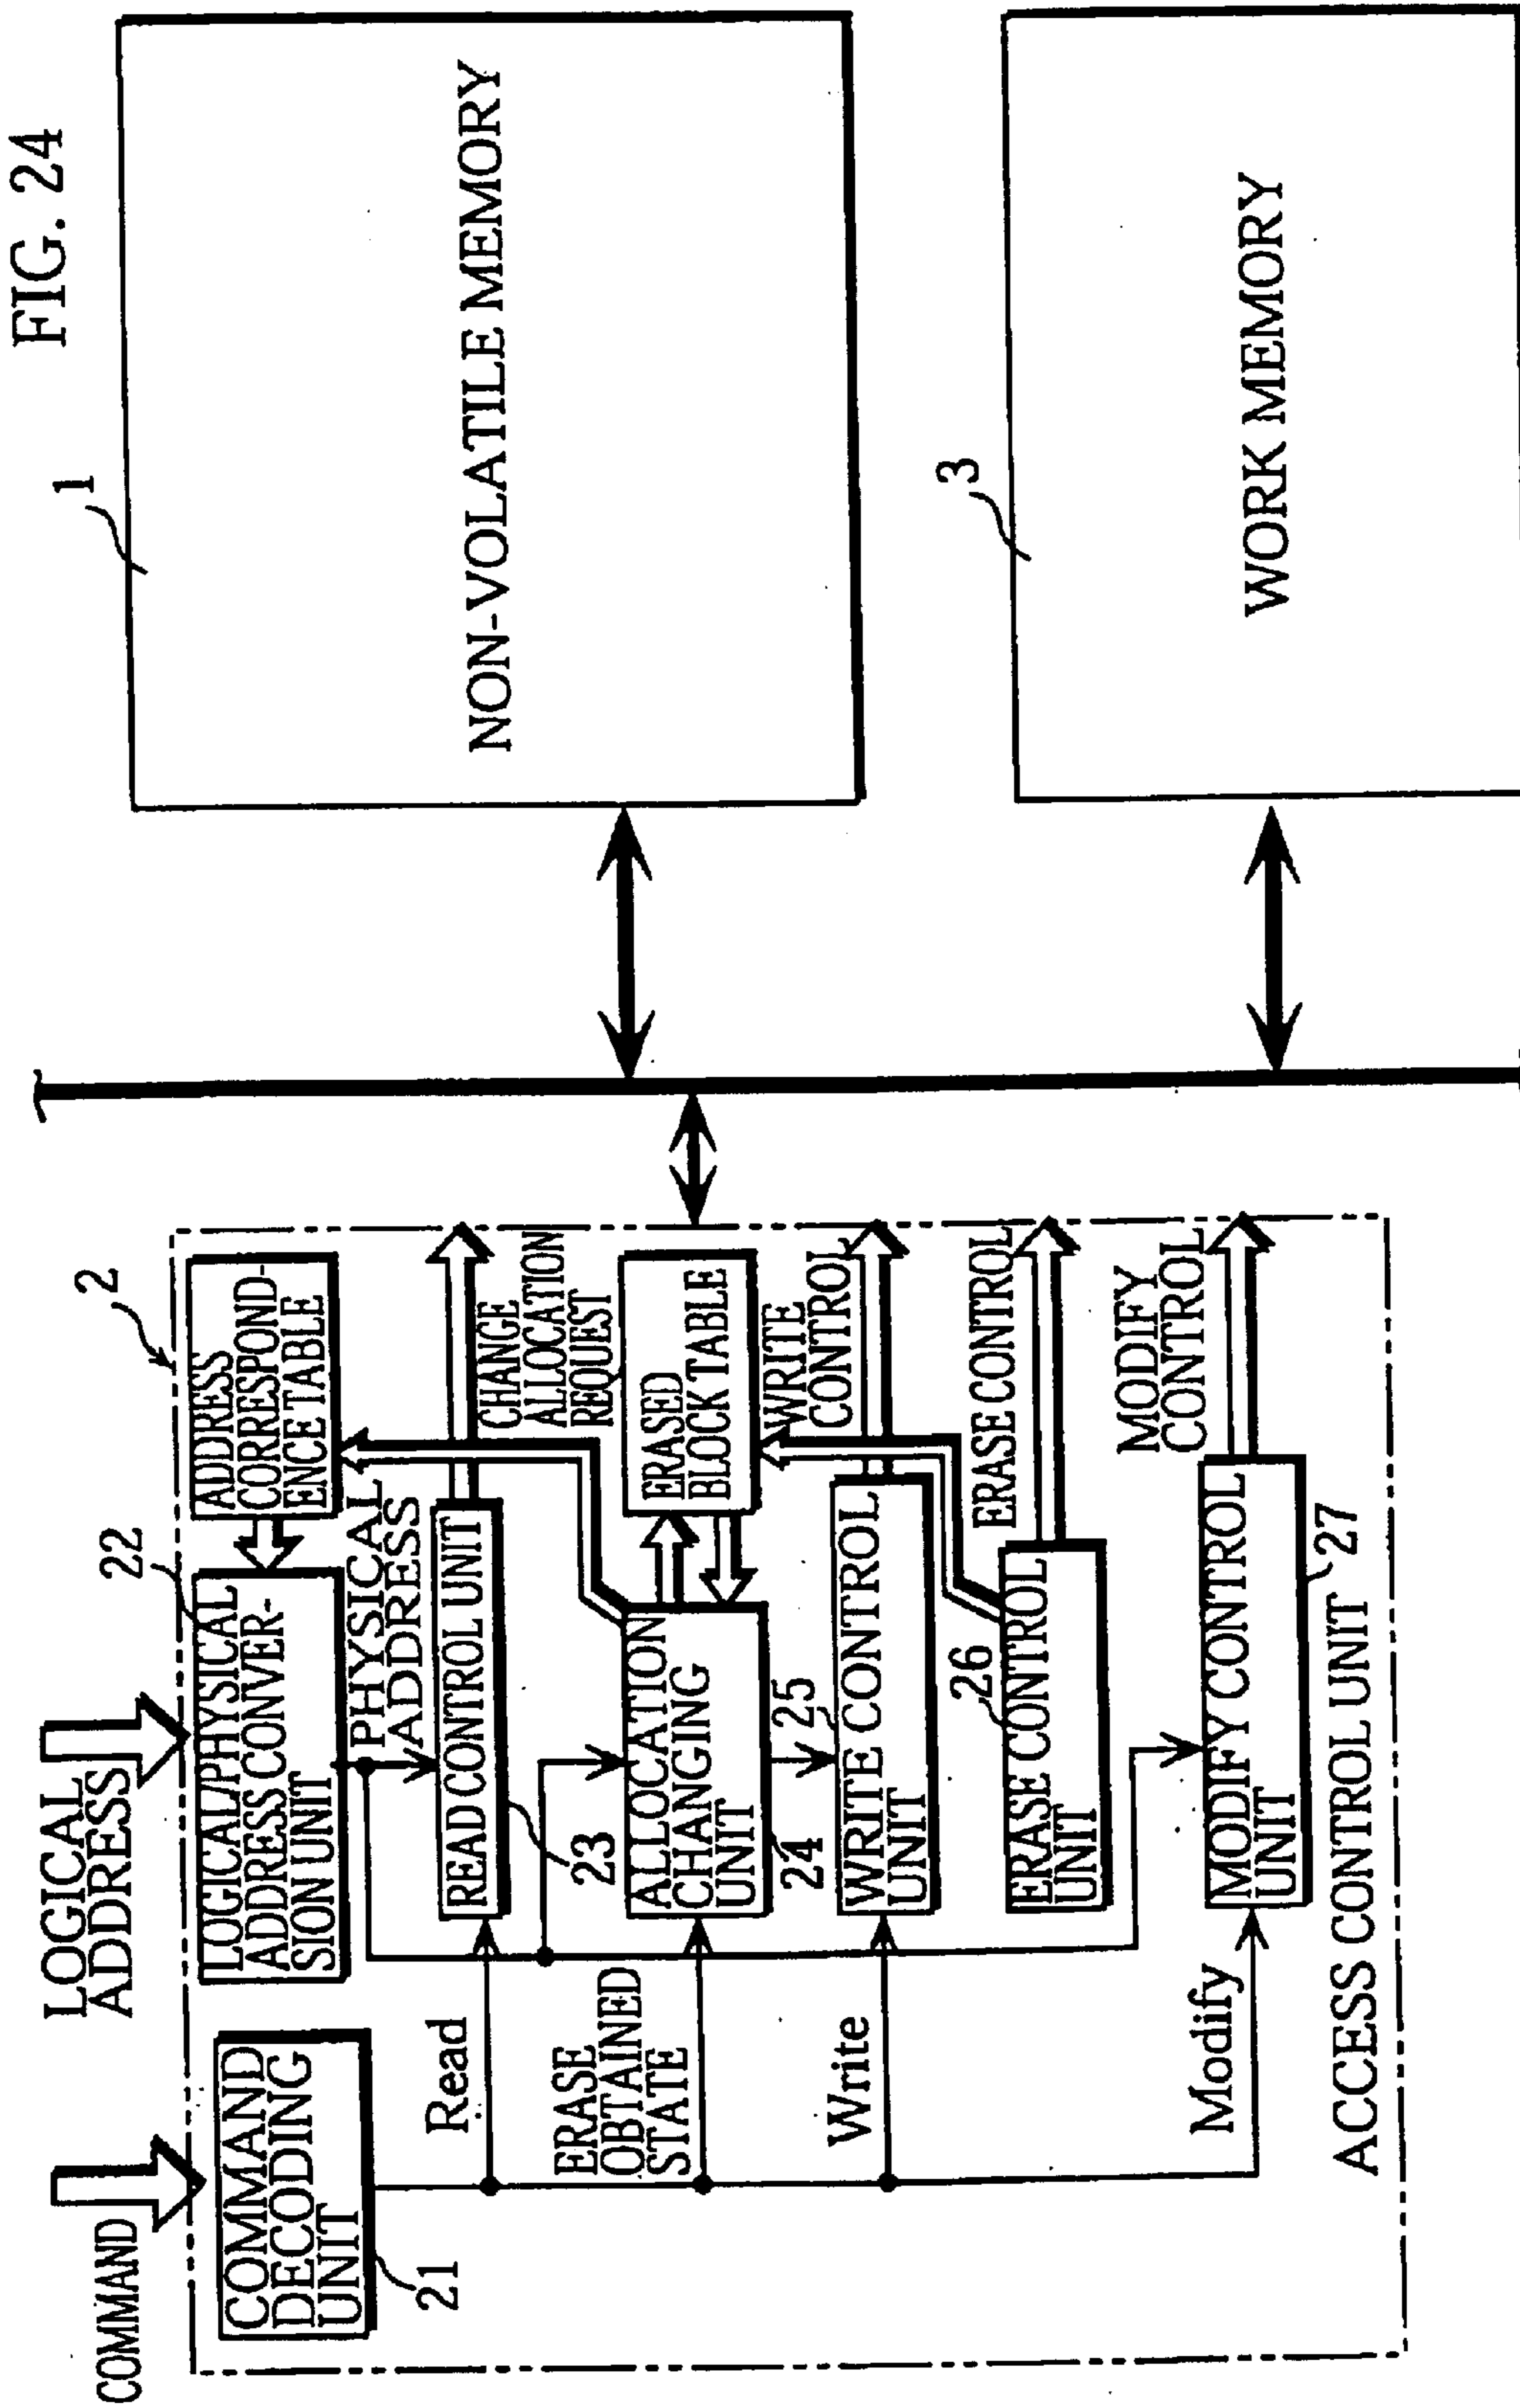 FIG. 24
COMMAND
LOGICAL
ADDRESS
2
COMMAND
DECODING
UNIT
21
LOGICAL/PHYSICAL
ADDRESS CONVER-
SION UNIT
22
ADDRESS
CORRESPOND-
ENCE TABLE
PHYSICAL
ADDRESS
Read
READ CONTROL UNIT
23
CHANGE
ALLOCATION
REQUEST
ERASE
OBTAINED
STATE
ALLOCATION
CHANGING
UNIT
24
ERASED
BLOCK TABLE
Write
WRITE CONTROL
UNIT
25
WRITE
CONTROL
ERASE CONTROL
UNIT
26
ERASE CONTROL
Modify
MODIFY CONTROL
UNIT
27
MODIFY
CONTROL
ACCESS CONTROL UNIT
1
NON-VOLATILE MEMORY
3
WORK MEMORY